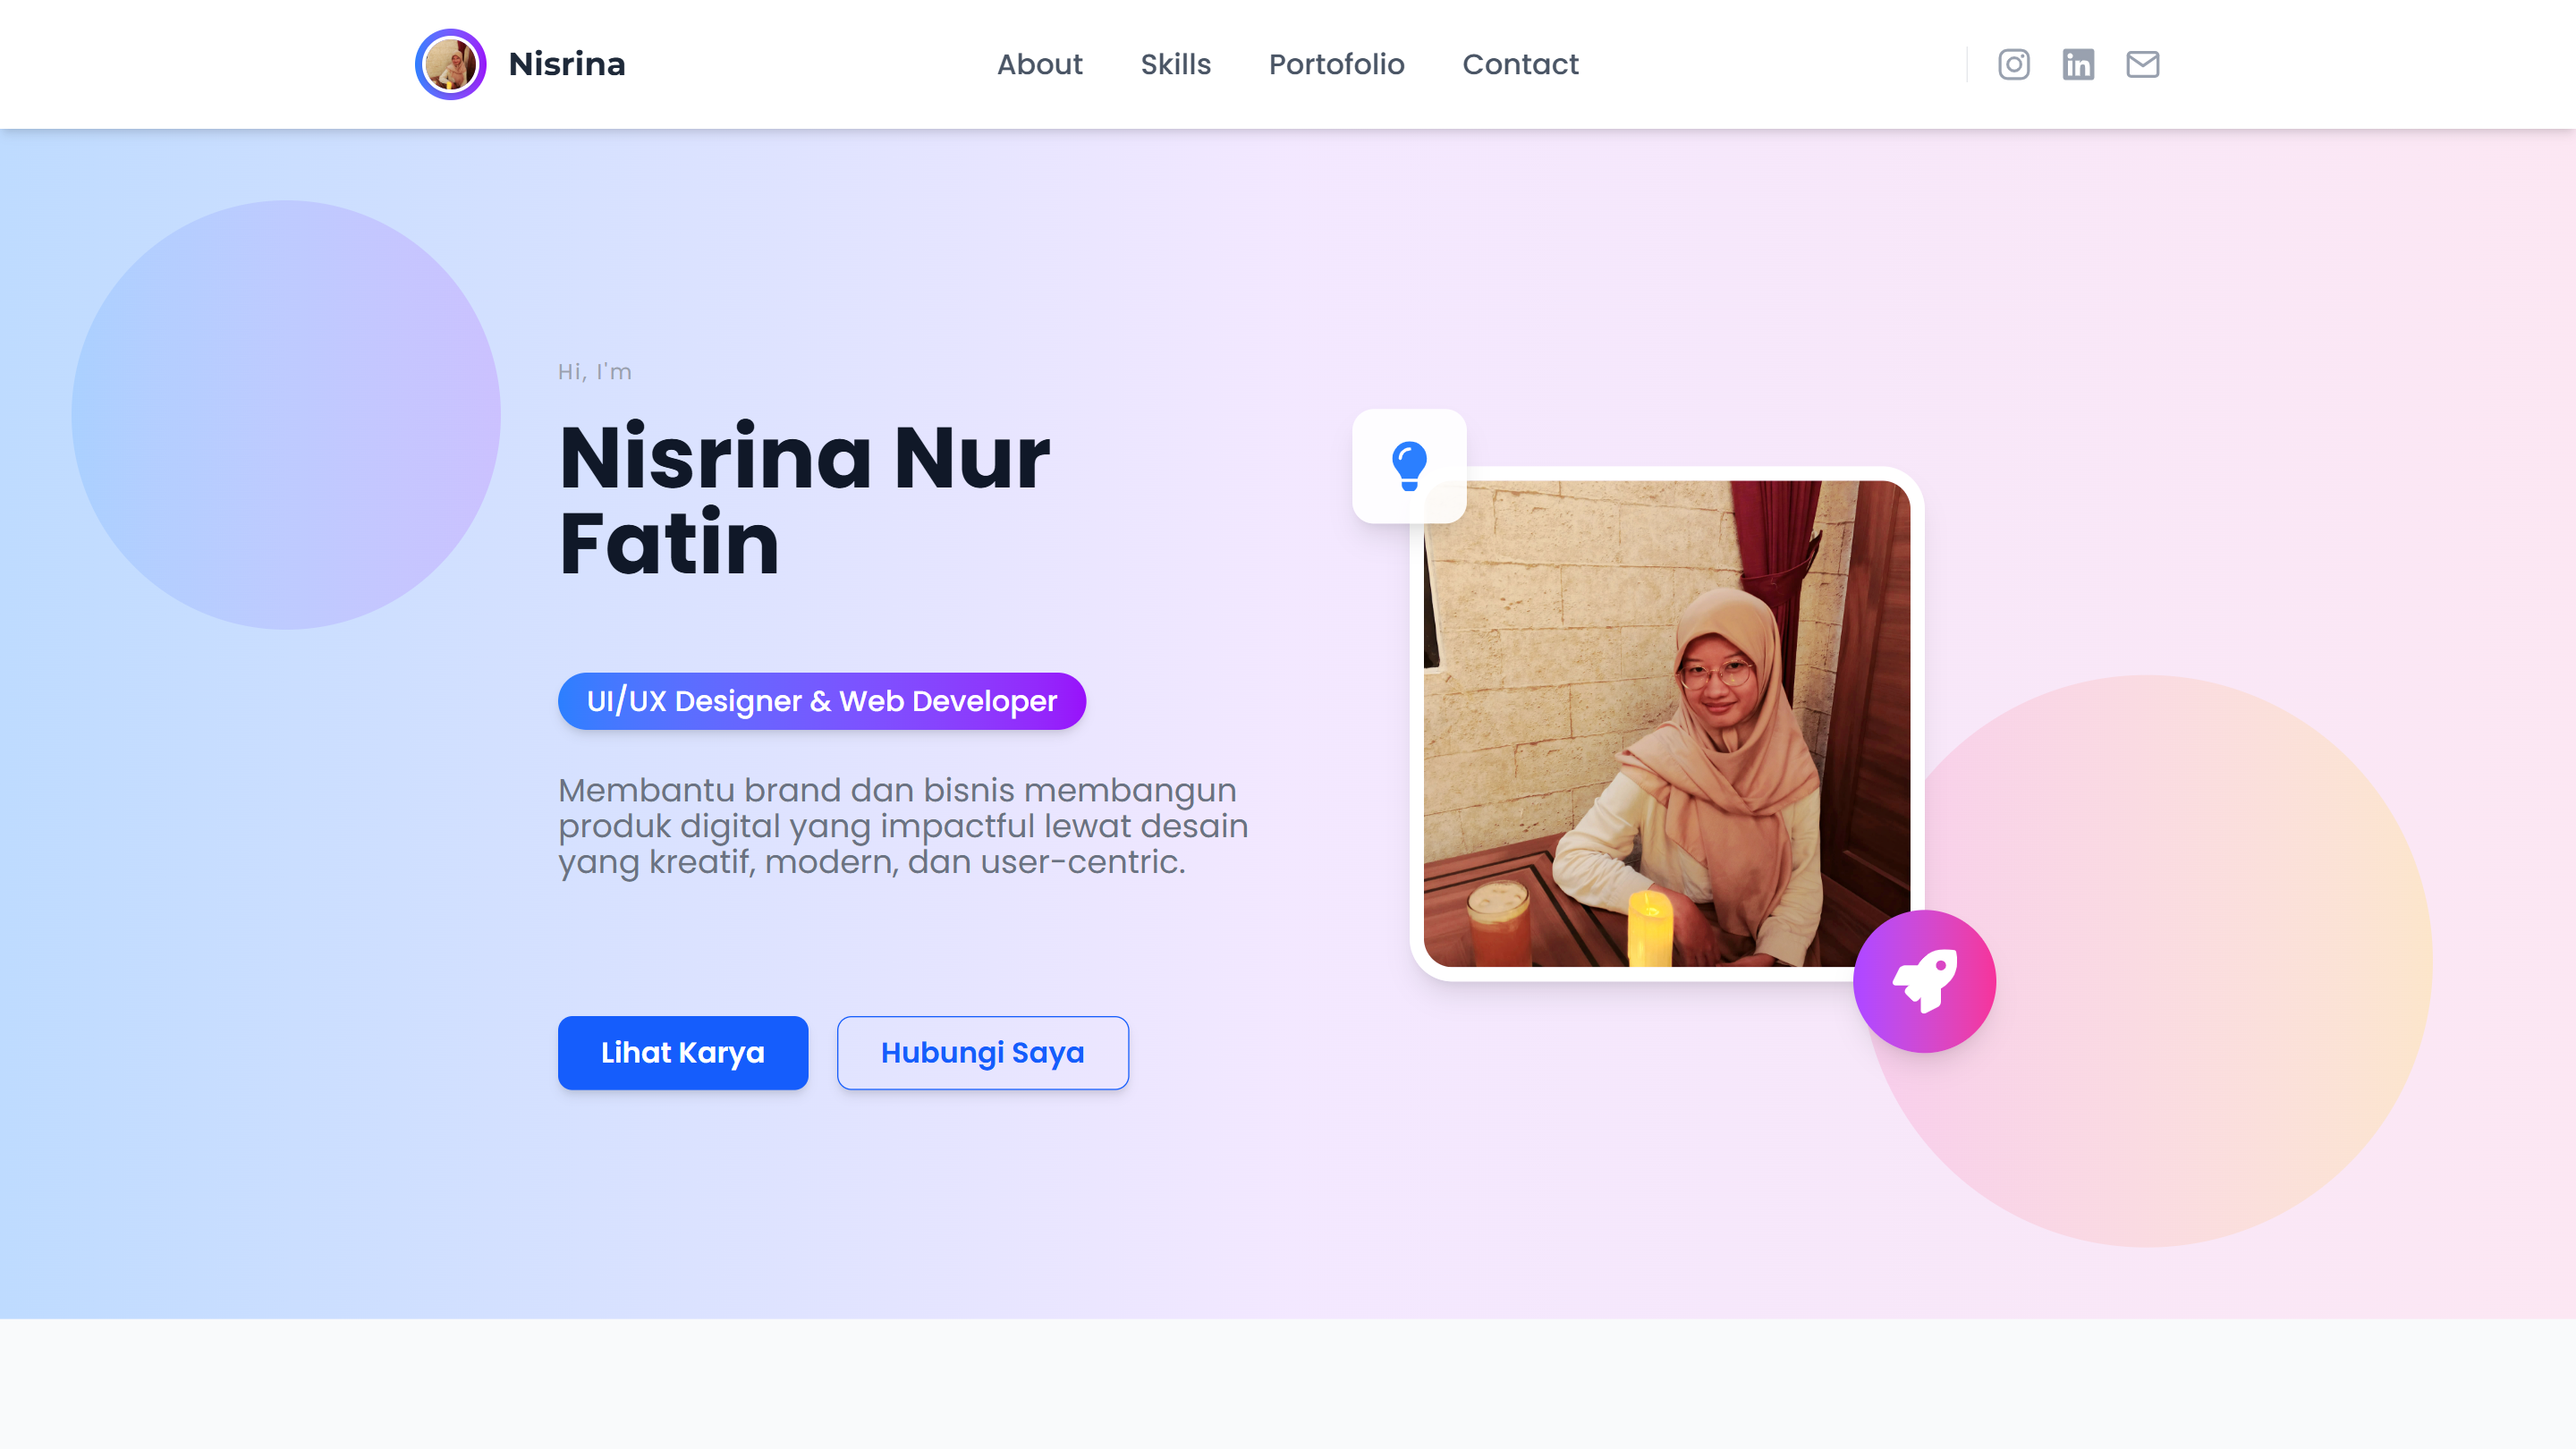 Nisrina
About
Skills
Portofolio
Contact
Hi, I'm
Nisrina Nur
Fatin
UI/UX Designer & Web Developer
Membantu brand dan bisnis membangun
produk digital yang impactful lewat desain
yang kreatif, modern, dan user-centric.
Lihat Karya
Hubungi Saya